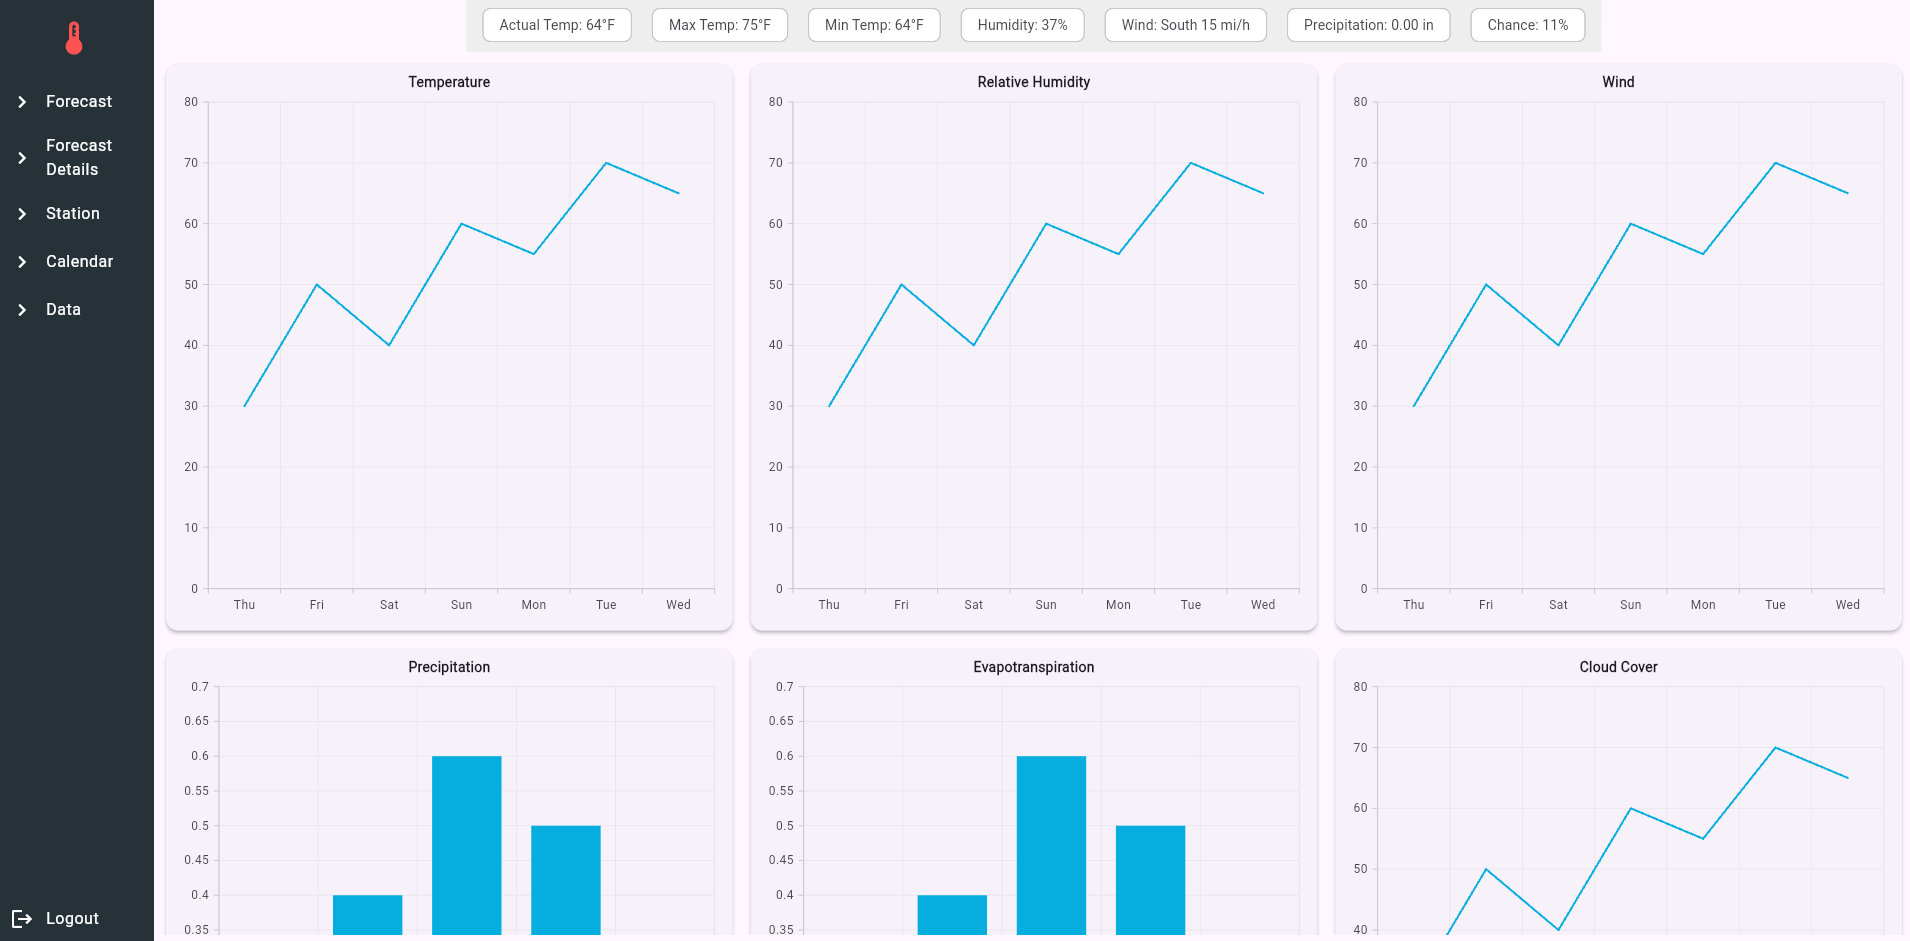 Actual Temp: 64°F
Max Temp: 75°F
Min Temp: 64°F
Humidity: 37%
Wind: South 15 mi/h
Precipitation: 0.00 in
Chance: 11%
Forecast
Forecast
Details
Station
Calendar
Data
Logout
Temperature
80
70
60
50
40
30
20
10
0
Thu Fri Sat Sun Mon Tue Wed
Relative Humidity
80
70
60
50
40
30
20
10
0
Thu Fri Sat Sun Mon Tue Wed
Wind
80
70
60
50
40
30
20
10
0
Thu Fri Sat Sun Mon Tue Wed
Precipitation
0.7
0.65
0.6
0.55
0.5
0.45
0.4
0.35
Evapotranspiration
0.7
0.65
0.6
0.55
0.5
0.45
0.4
0.35
Cloud Cover
80
70
60
50
40